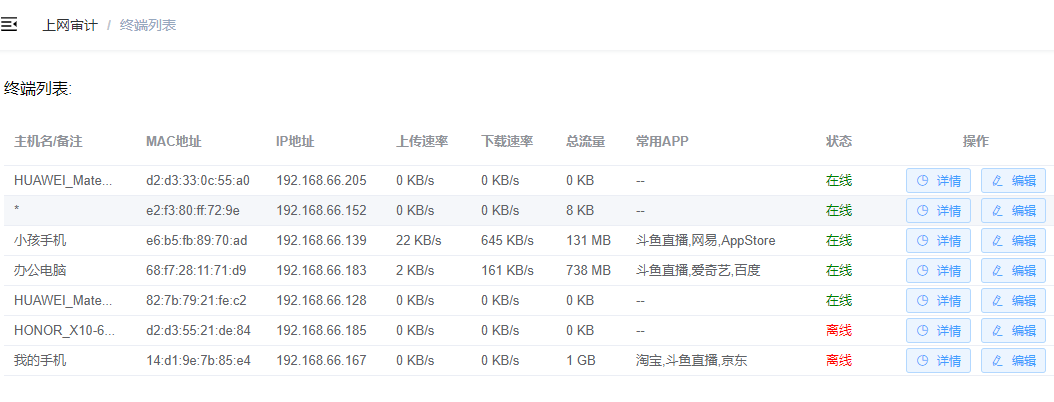 上网审计 / 终端列表
终端列表:
主机名/备注 MAC地址 IP地址 上传速率 下载速率 总流量 常用APP 状态 操作
HUAWEI_Mate... d2:d3:33:0c:55:a0 192.168.66.205 0 KB/s 0 KB/s 0 KB -- 在线 详情 编辑
* e2:f3:80:ff:72:9e 192.168.66.152 0 KB/s 0 KB/s 8 KB -- 在线 详情 编辑
小孩手机 e6:b5:fb:89:70:ad 192.168.66.139 22 KB/s 645 KB/s 131 MB 斗鱼直播,网易,AppStore 在线 详情 编辑
办公电脑 68:f7:28:11:71:d9 192.168.66.183 2 KB/s 161 KB/s 738 MB 斗鱼直播,爱奇艺,百度 在线 详情 编辑
HUAWEI_Mate... 82:7b:79:21:fe:c2 192.168.66.128 0 KB/s 0 KB/s 0 KB -- 在线 详情 编辑
HONOR_X10-6... d2:d3:55:21:de:84 192.168.66.185 0 KB/s 0 KB/s 0 KB -- 离线 详情 编辑
我的手机 14:d1:9e:7b:85:e4 192.168.66.167 0 KB/s 0 KB/s 1 GB 淘宝,斗鱼直播,京东 离线 详情 编辑